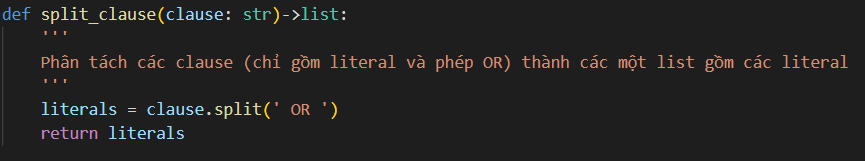 def split_clause(clause: str)->list:
'''
Phân tách các clause (chỉ gồm literal và phép OR) thành các một list gồm các literal
'''
literals = clause.split(' OR ')
return literals